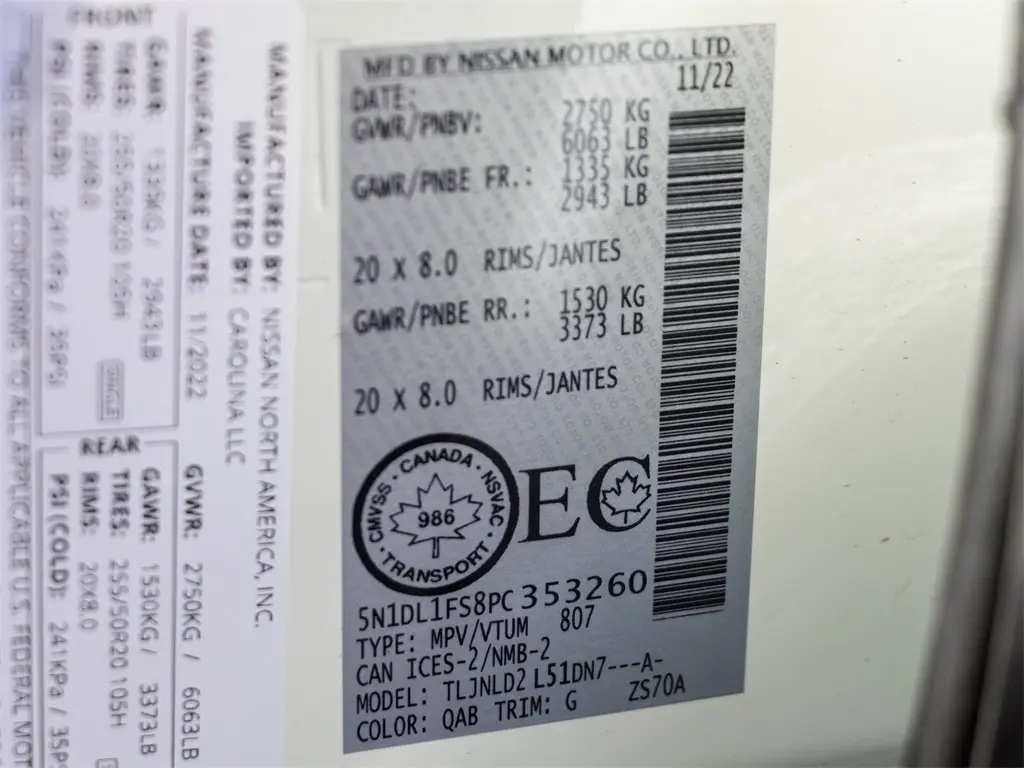 MFD BY NISSAN MOTOR CO., LTD.
DATE: 11/22
GVWR/PNBV: 2750 KG
6063 LB
GAWR/PNBE FR.: 1335 KG
2943 LB
20 X 8.0 RIMS/JANTES
GAWR/PNBE RR.: 1530 KG
3373 LB
20 X 8.0 RIMS/JANTES
CANADA
CMVSS · NSVAC
986
TRANSPORT
EC
5N1DL1FS8PC353260
TYPE: MPV/VTUM 807
CAN ICES-2/NMB-2
MODEL: TLJNLD2 L51DN7---A-
COLOR: QAB TRIM: G ZS70A
MANUFACTURED BY: NISSAN NORTH AMERICA, INC.
IMPORTED BY: CAROLINA LLC
MANUFACTURE DATE: 11/2022 GVWR: 2750KG / 6063LB
FRONT
GAWR: 1335KG / 2943LB
TIRES: 255/50R20 105H SINGLE
RIMS: 20X8.0
PSI (COLD): 241KPa / 35PSI
REAR
GAWR: 1530KG / 3373LB
TIRES: 255/50R20 105H
RIMS: 20X8.0
PSI (COLD): 241KPa / 35PS
THIS VEHICLE CONFORMS TO ALL APPLICABLE U.S. FEDERAL MOT